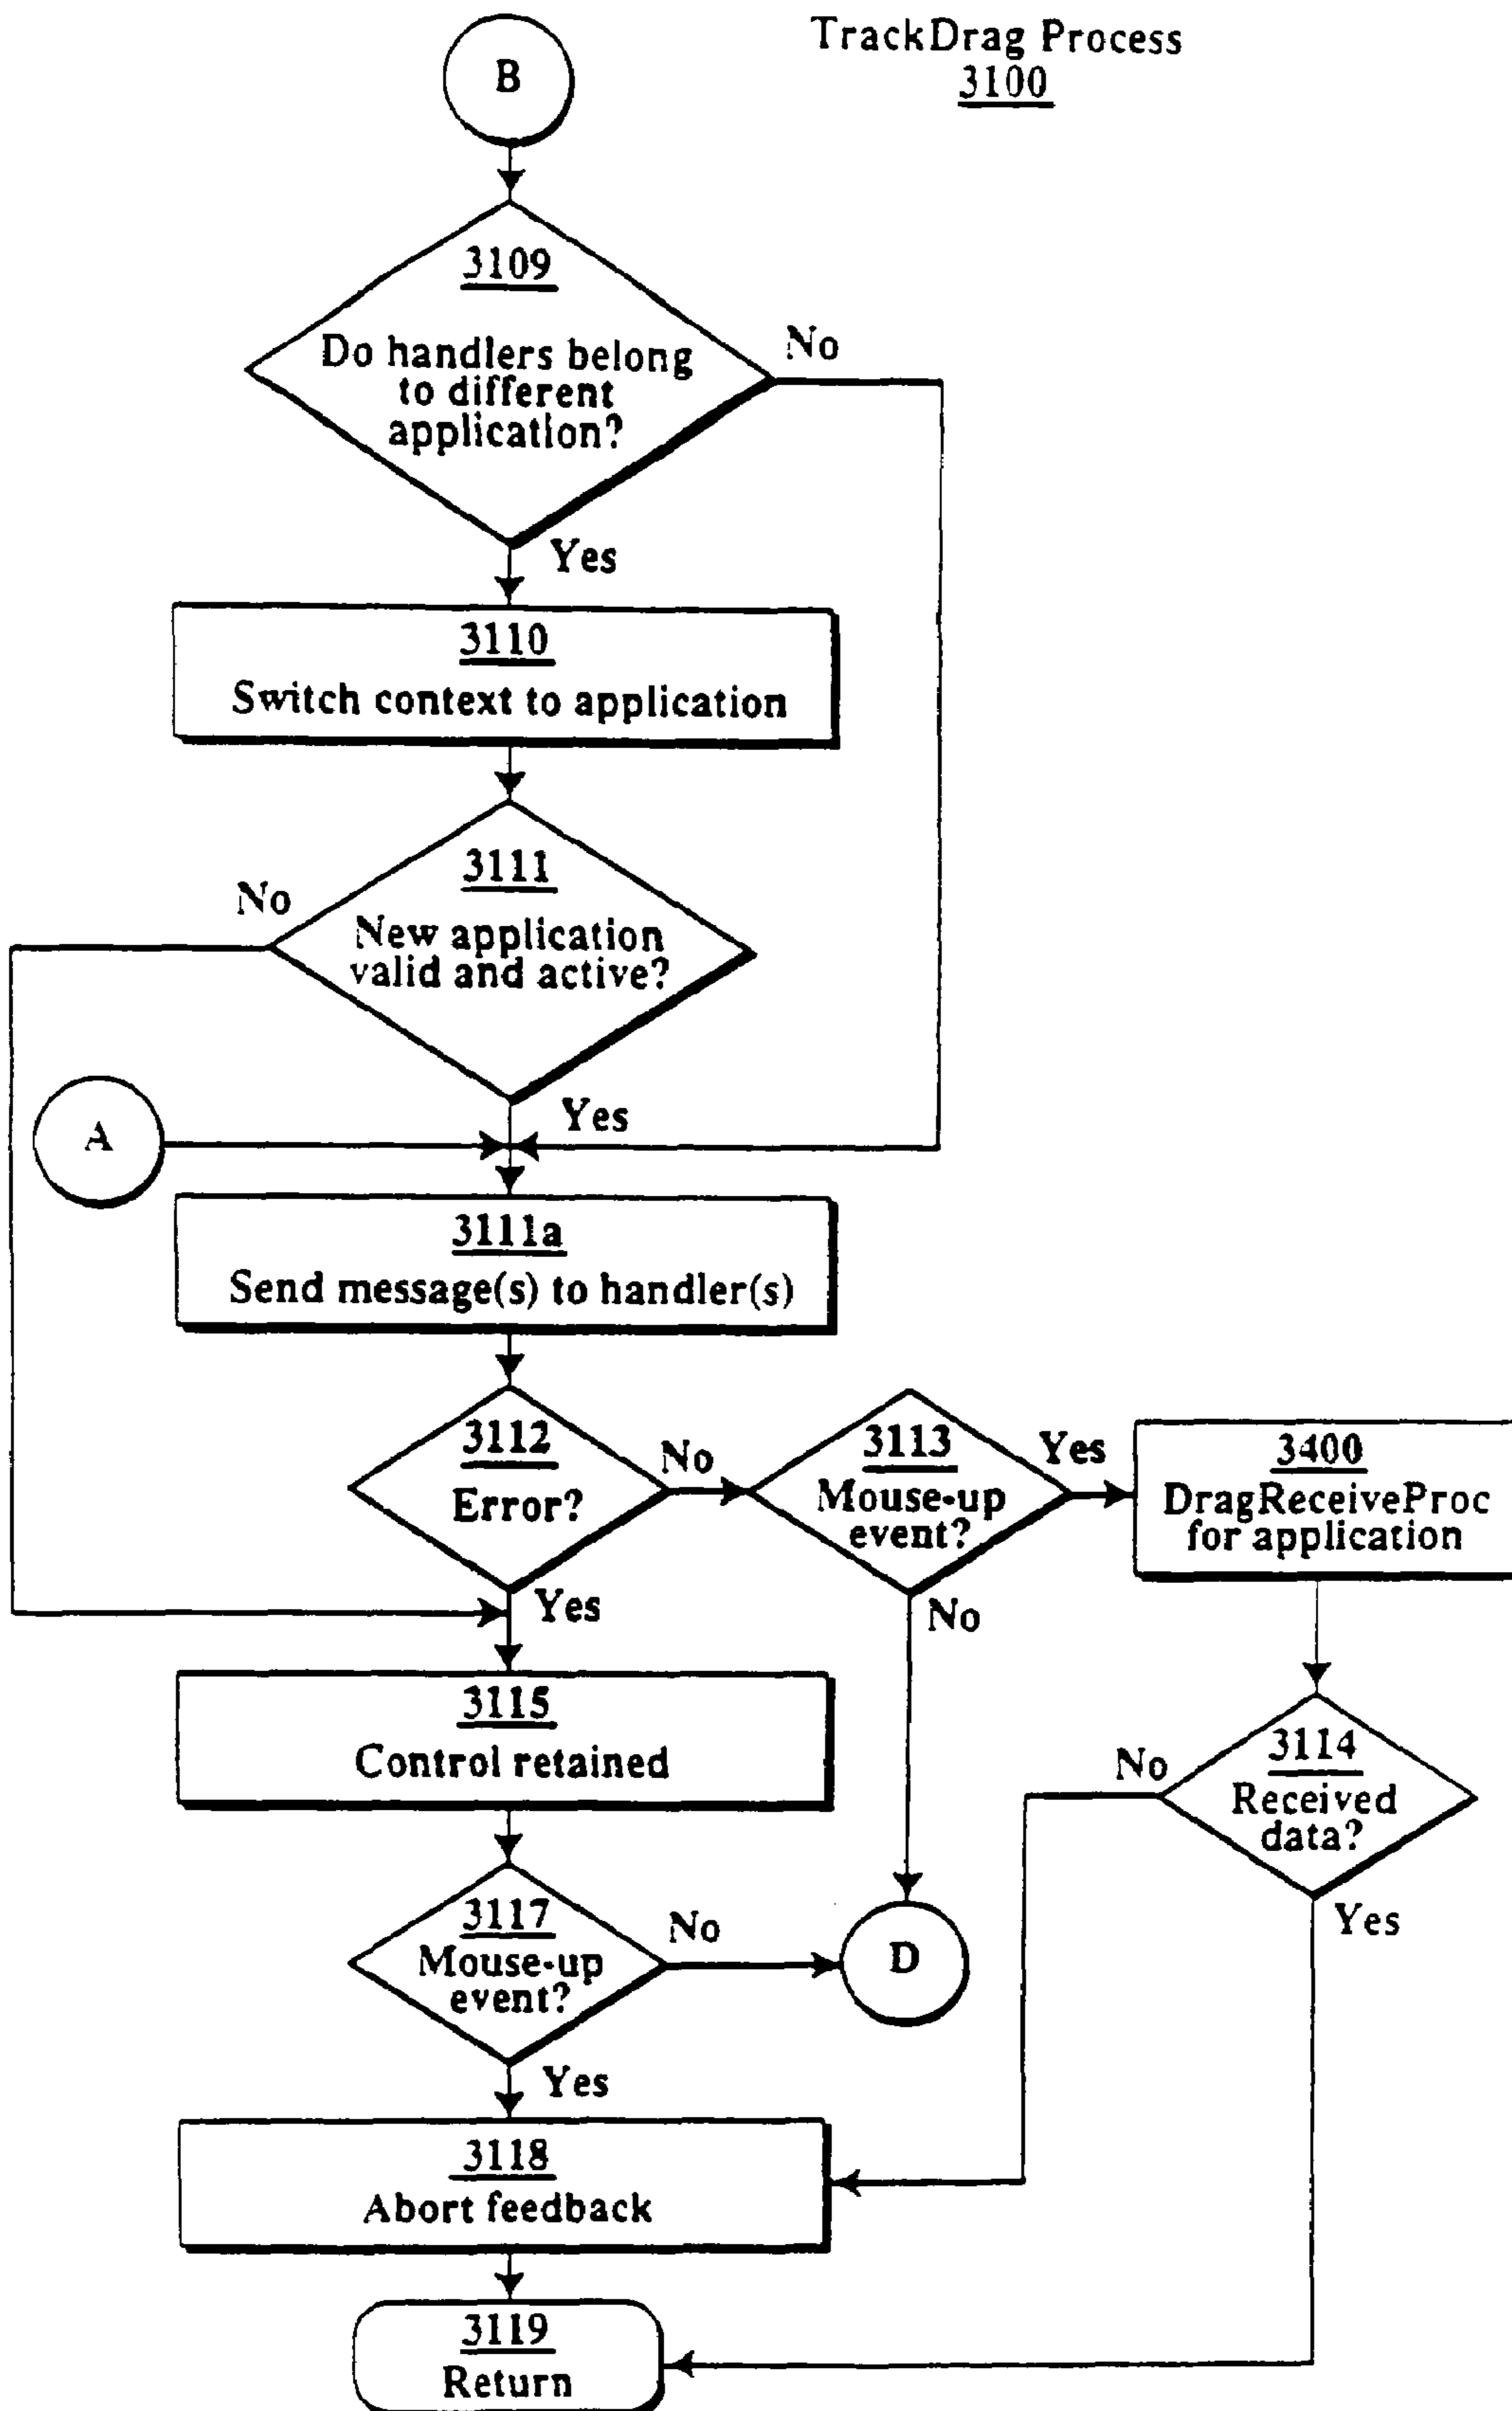 TrackDrag Process
3100
B
3109
Do handlers belong
to different
application?
No
Yes
3110
Switch context to application
3111
New application
valid and active?
No
Yes
A
3111a
Send message(s) to handler(s)
3112
Error?
No
Yes
3113
Mouse-up
event?
Yes
No
3400
DragReceiveProc
for application
3114
Received
data?
No
Yes
3115
Control retained
3117
Mouse-up
event?
No
Yes
D
3118
Abort feedback
3119
Return